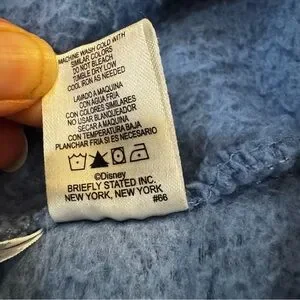 MACHINE WASH COLD WITH
SIMILAR COLORS
DO NOT BLEACH
TUMBLE DRY LOW
COOL IRON AS NEEDED
LAVADO A MAQUINA
CON AGUA FRIA
CON COLORES SIMILARES
NO USAR BLANQUEADOR
SECAR A MAQUINA
CON TEMPERATURA BAJA
PLANCHAR FRIA SI ES NECESARIO
©Disney
BRIEFLY STATED INC.
NEW YORK, NEW YORK
#66